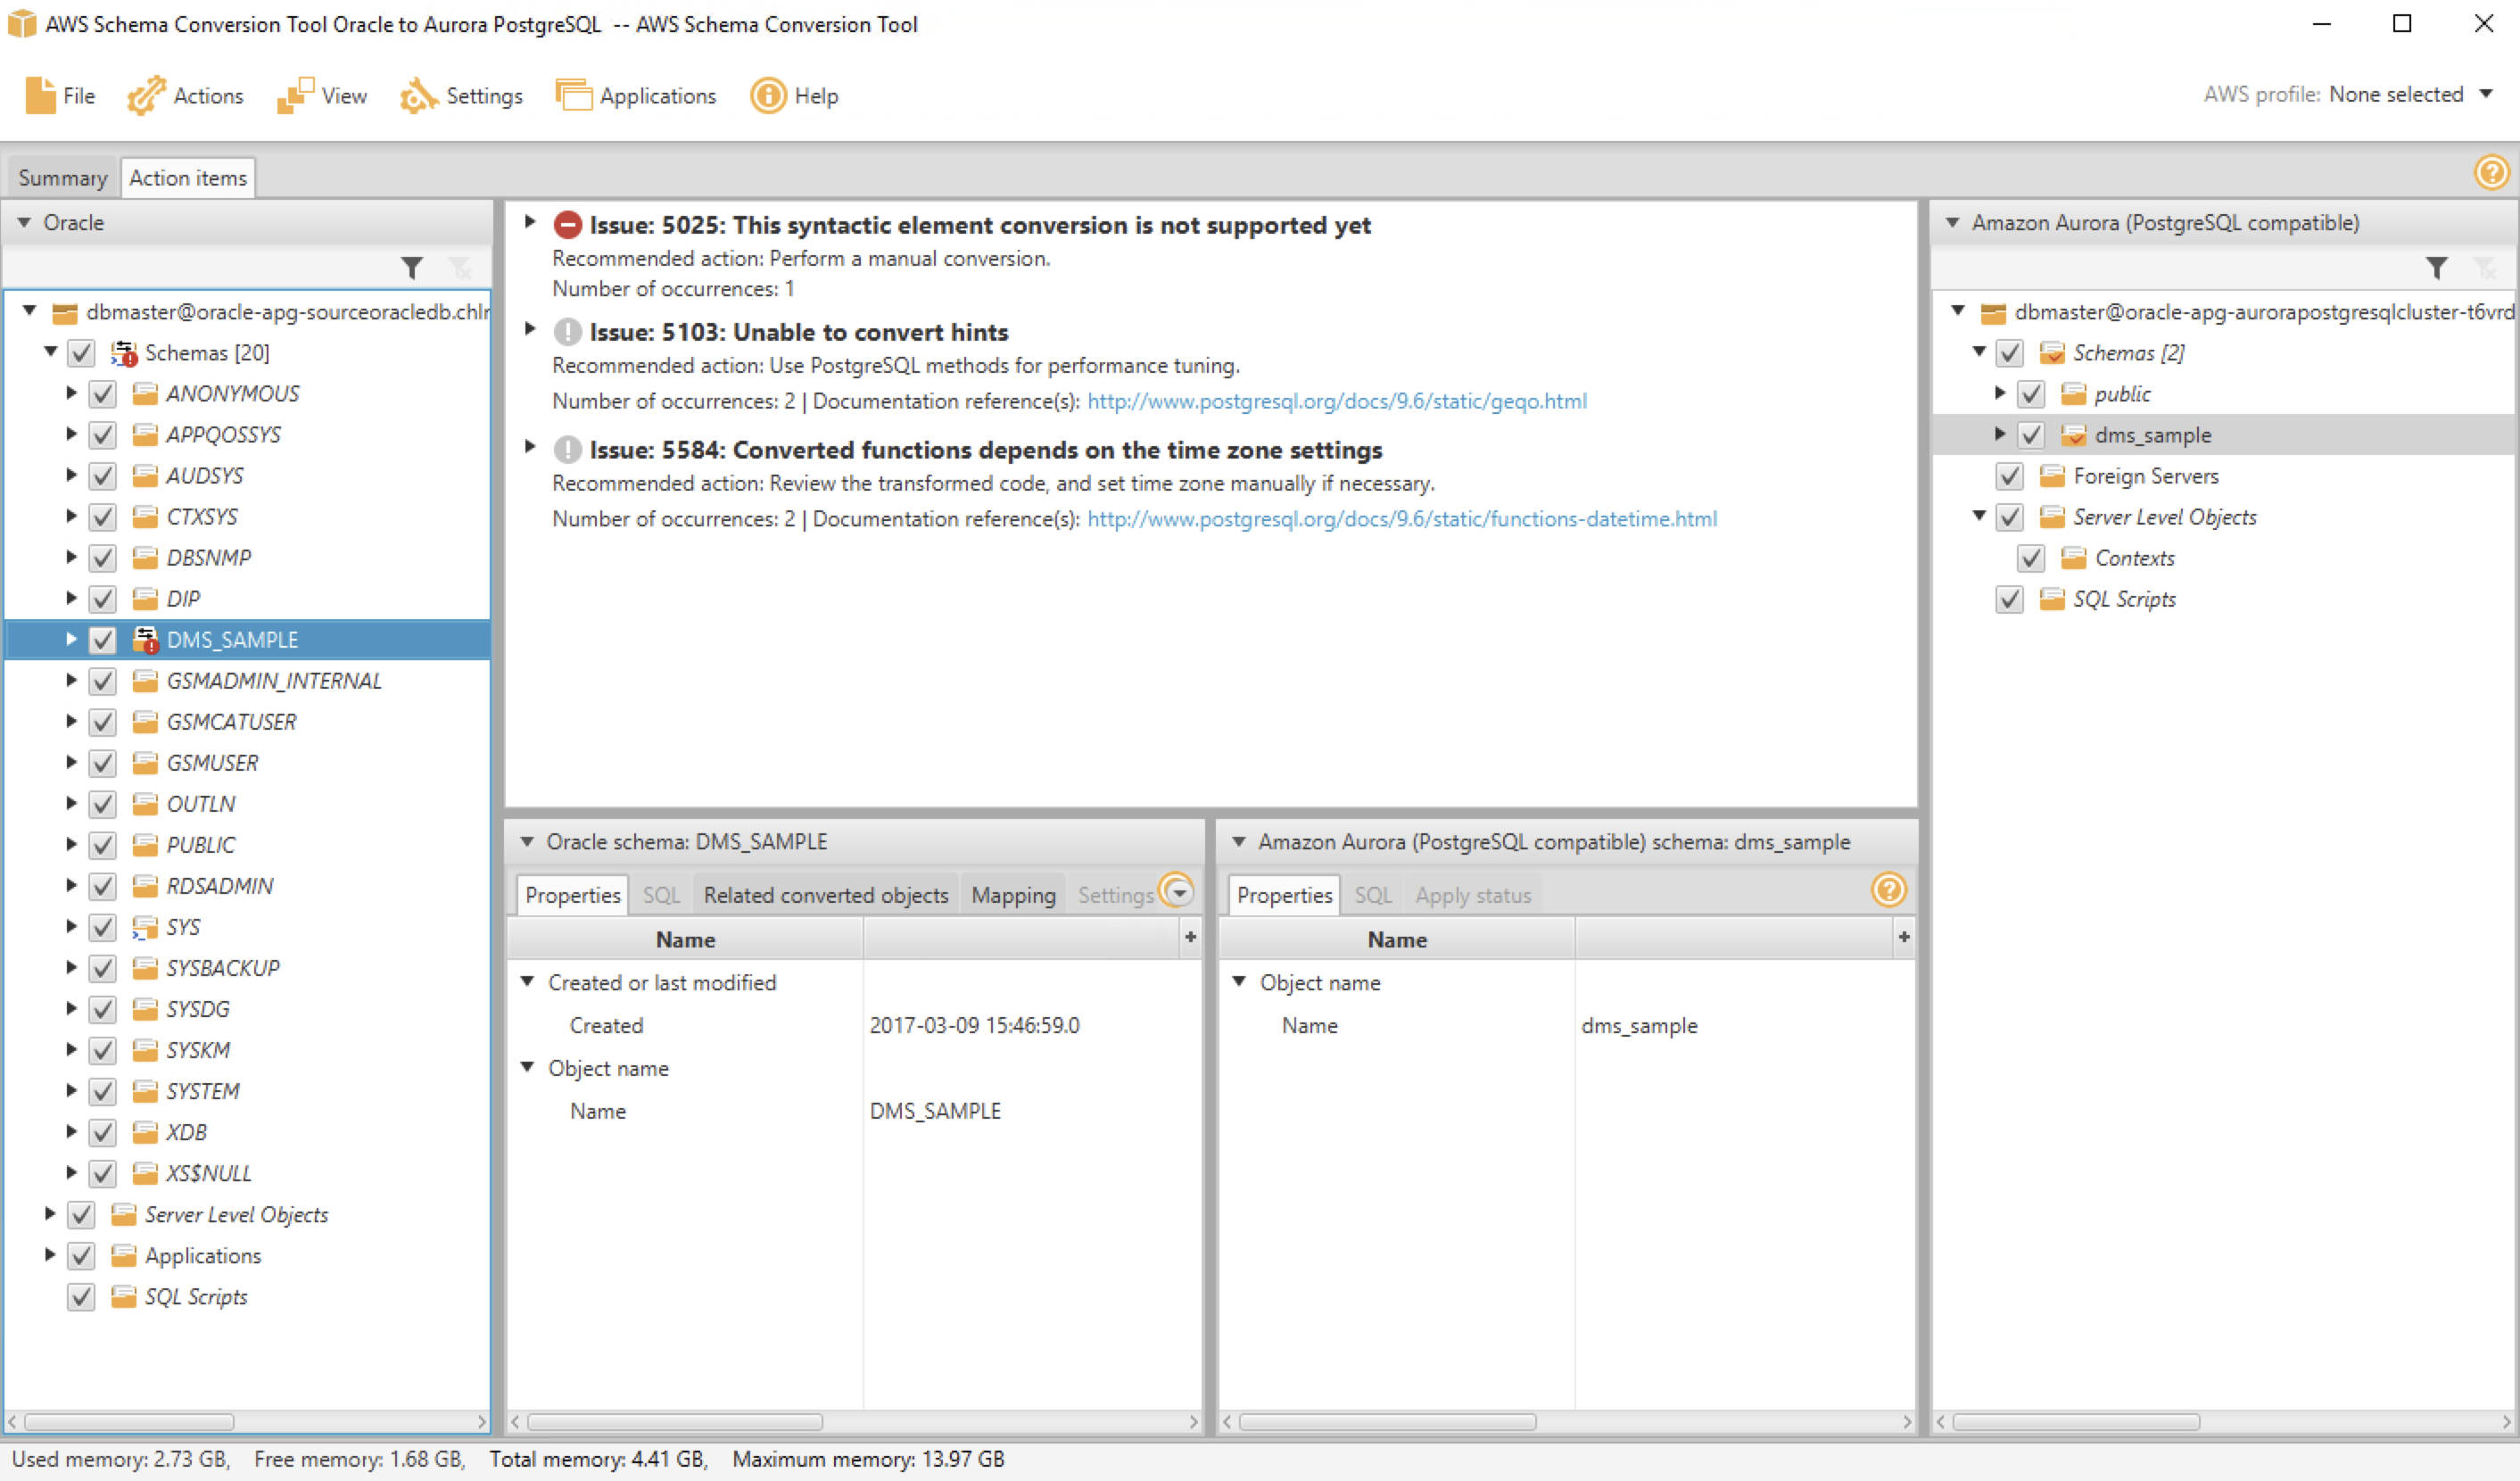 AWS Schema Conversion Tool Oracle to Aurora PostgreSQL -- AWS Schema Conversion Tool
File Actions View Settings Applications Help AWS profile: None selected
Summary Action items
Oracle
dbmaster@oracle-apg-sourceoracledb.chlr
Schemas [20]
ANONYMOUS
APPQOSSYS
AUDSYS
CTXSYS
DBSNMP
DIP
DMS_SAMPLE
GSMADMIN_INTERNAL
GSMCATUSER
GSMUSER
OUTLN
PUBLIC
RDSADMIN
SYS
SYSBACKUP
SYSDG
SYSKM
SYSTEM
XDB
XS$NULL
Server Level Objects
Applications
SQL Scripts
Issue: 5025: This syntactic element conversion is not supported yet
Recommended action: Perform a manual conversion.
Number of occurrences: 1
Issue: 5103: Unable to convert hints
Recommended action: Use PostgreSQL methods for performance tuning.
Number of occurrences: 2 | Documentation reference(s): http://www.postgresql.org/docs/9.6/static/geqo.html
Issue: 5584: Converted functions depends on the time zone settings
Recommended action: Review the transformed code, and set time zone manually if necessary.
Number of occurrences: 2 | Documentation reference(s): http://www.postgresql.org/docs/9.6/static/functions-datetime.html
Oracle schema: DMS_SAMPLE
Properties SQL Related converted objects Mapping Settings
Name
Created or last modified
Created 2017-03-09 15:46:59.0
Object name
Name DMS_SAMPLE
Amazon Aurora (PostgreSQL compatible) schema: dms_sample
Properties SQL Apply status
Name
Object name
Name dms_sample
Amazon Aurora (PostgreSQL compatible)
dbmaster@oracle-apg-aurorapostgresqlcluster-t6vrd
Schemas [2]
public
dms_sample
Foreign Servers
Server Level Objects
Contexts
SQL Scripts
Used memory: 2.73 GB, Free memory: 1.68 GB, Total memory: 4.41 GB, Maximum memory: 13.97 GB